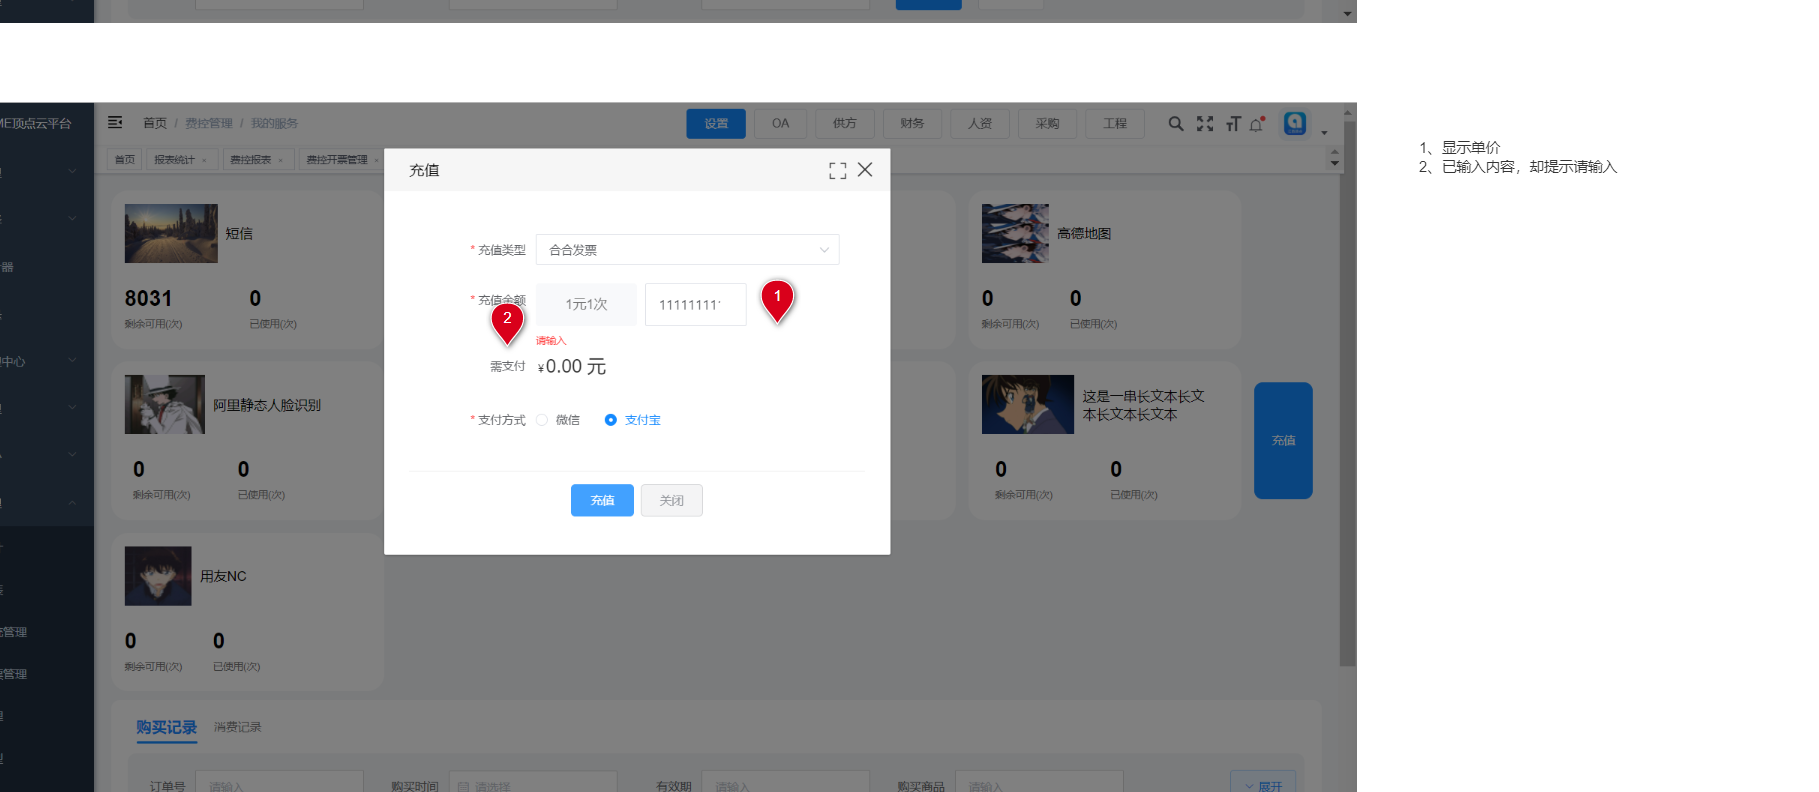 ME顶点云平台
首页 / 费控管理 / 我的服务
设置 OA 供方 财务 人资 采购 工程
首页 报表统计 × 费控报表 × 费控开票管理 ×
1、显示单价
2、已输入内容，却提示请输入
充值
短信
高德地图
8031 0
剩余可用(次) 已使用(次)
0 0
剩余可用(次) 已使用(次)
* 充值类型 合合发票
* 充值金额 1元1次 11111111
1
2
请输入
需支付 ¥0.00 元
* 支付方式 微信 支付宝
充值 关闭
阿里静态人脸识别
这是一串长文本长文
本长文本长文本
充值
0 0
剩余可用(次) 已使用(次)
0 0
剩余可用(次) 已使用(次)
用友NC
0 0
剩余可用(次) 已使用(次)
器
中心
管理
管理
购买记录 消费记录
订单号 请输入 购买时间 请选择 有效期 请输入 购买商品 请输入 展开